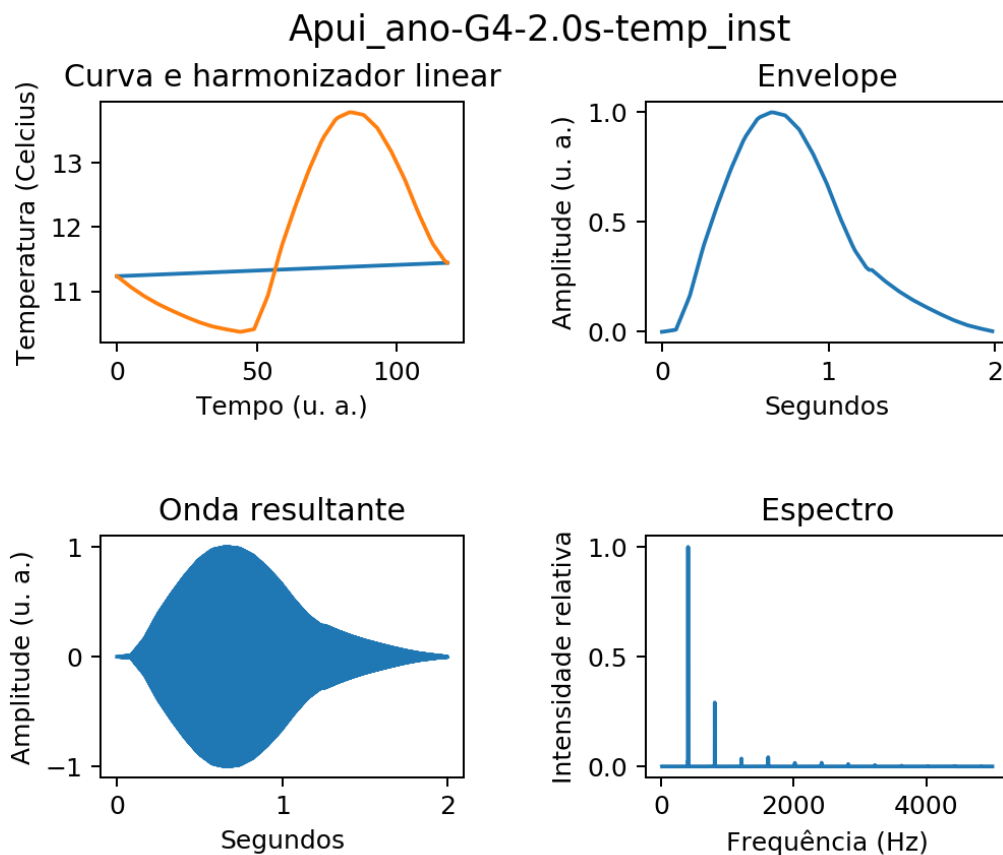 Apui_ano-G4-2.0s-temp_inst
Curva e harmonizador linear
Temperatura (Celcius)
13
12
11
0
50
100
Tempo (u. a.)
Envelope
Amplitude (u. a.)
1.0
0.5
0.0
0
1
2
Segundos
Onda resultante
Amplitude (u. a.)
1
0
−1
0
1
2
Segundos
Espectro
Intensidade relativa
1.0
0.5
0.0
0
2000
4000
Frequência (Hz)